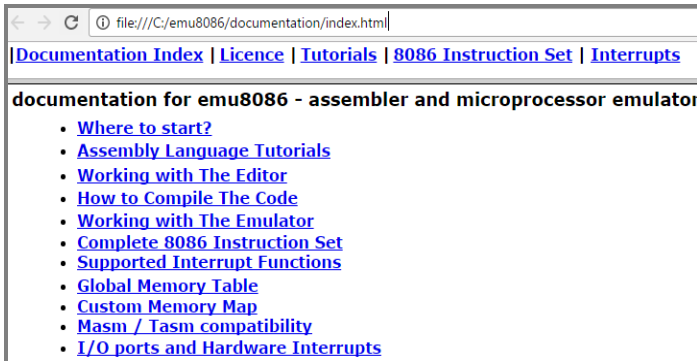 file:///C:/emu8086/documentation/index.html
|Documentation Index | Licence | Tutorials | 8086 Instruction Set | Interrupts
documentation for emu8086 - assembler and microprocessor emulator
• Where to start?
• Assembly Language Tutorials
• Working with The Editor
• How to Compile The Code
• Working with The Emulator
• Complete 8086 Instruction Set
• Supported Interrupt Functions
• Global Memory Table
• Custom Memory Map
• Masm / Tasm compatibility
• I/O ports and Hardware Interrupts